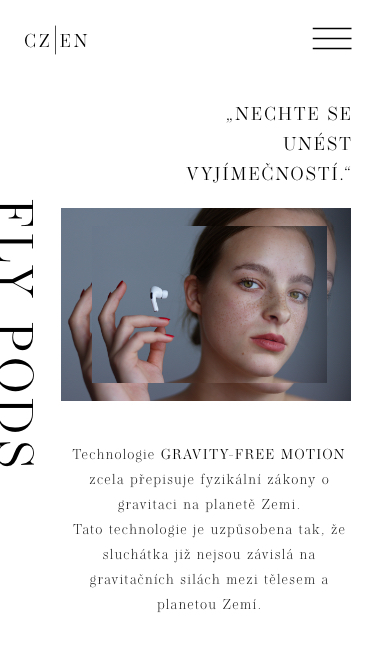 CZ|EN
„NECHTE SE
UNÉST
VYJÍMEČNOSTÍ.“
FLY PODS
Technologie GRAVITY-FREE MOTION
zcela přepisuje fyzikální zákony o
gravitaci na planetě Zemi.
Tato technologie je uzpůsobena tak, že
sluchátka již nejsou závislá na
gravitačních silách mezi tělesem a
planetou Zemí.